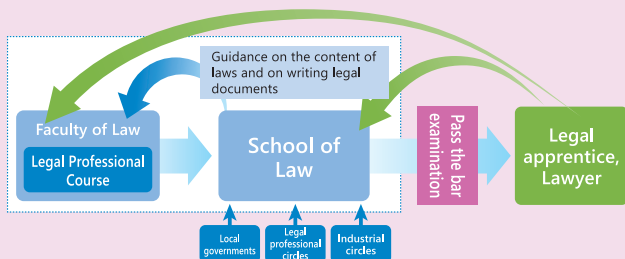 Guidance on the content of
laws and on writing legal
documents
Faculty of Law
Legal Professional
Course
School of
Law
Pass the bar
examination
Legal
apprentice,
Lawyer
Local
governments
Legal
professional
circles
Industrial
circles